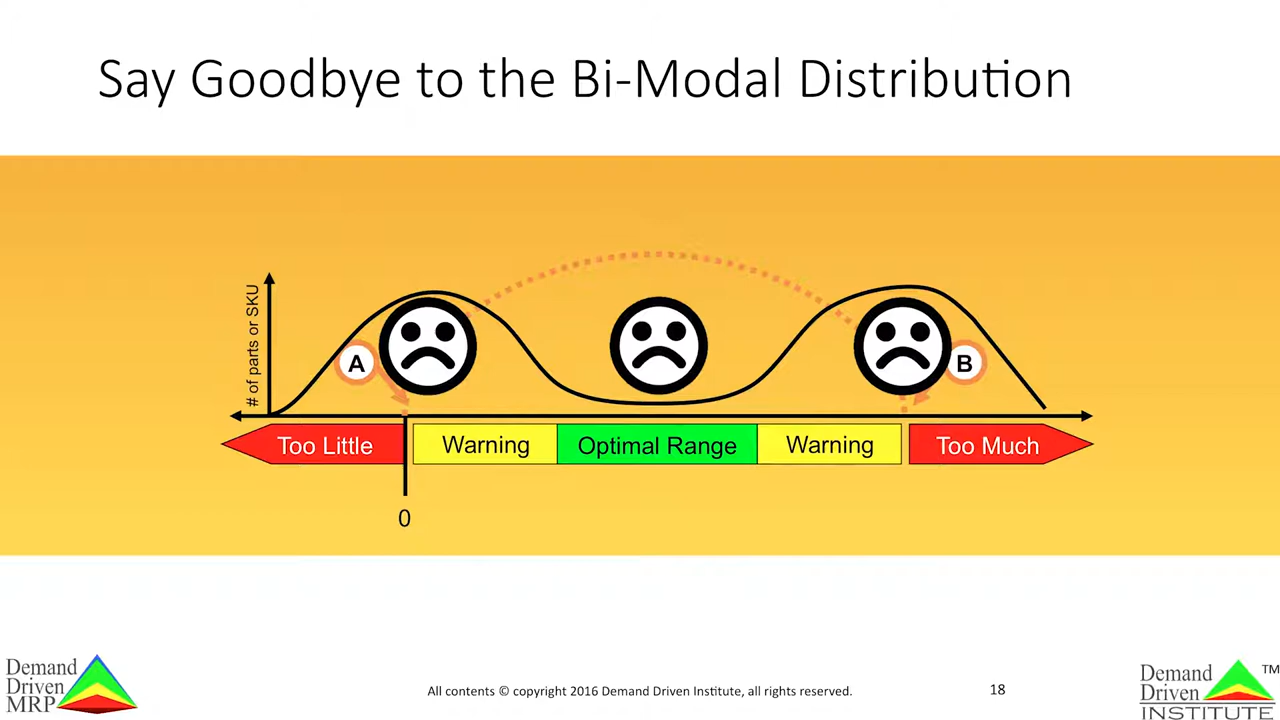 Say Goodbye to the Bi-Modal Distribution
# of parts or SKU
A
B
Too Little
Warning
Optimal Range
Warning
Too Much
0
Demand
Driven
MRP
All contents © copyright 2016 Demand Driven Institute, all rights reserved.
18
Demand
Driven
INSTITUTE
TM